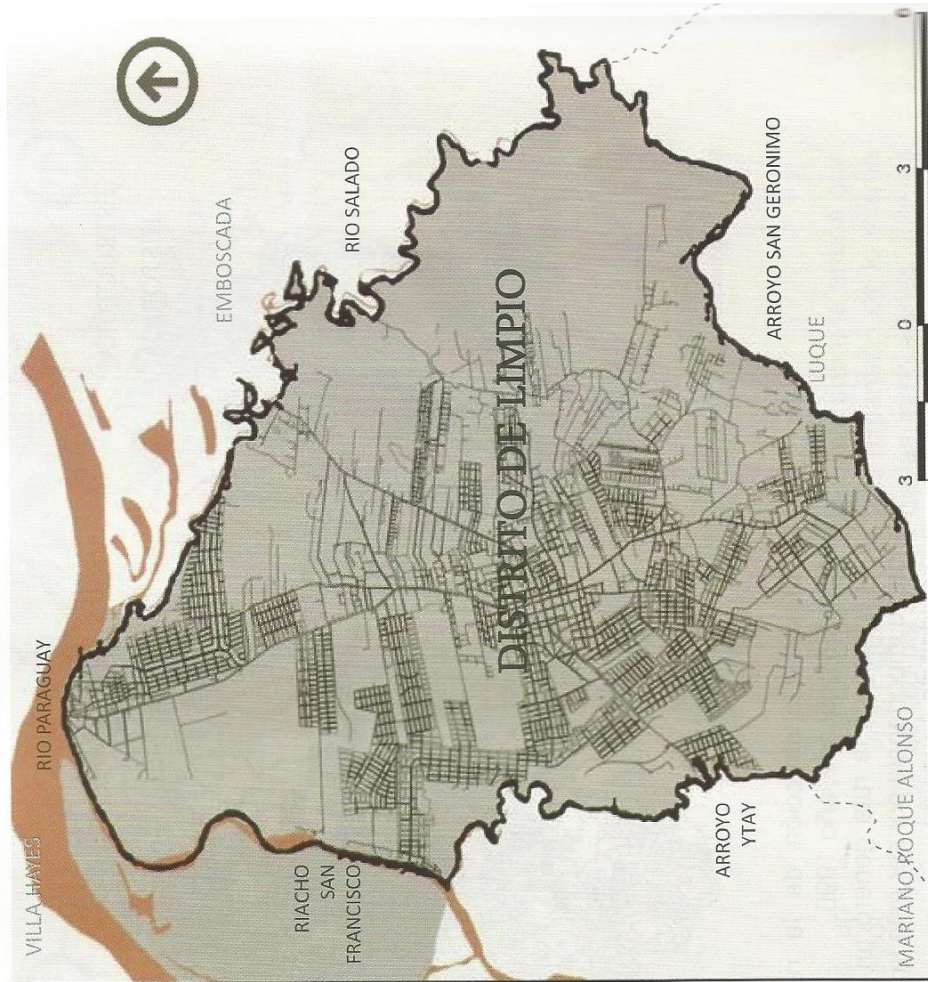 VILLA HAYES
RIO PARAGUAY
EMBOSCADA
RIO SALADO
RIACHO
SAN
FRANCISCO
DISTRITO DE LIMPIO
ARROYO
YTAY
ARROYO SAN GERONIMO
LUQUE
MARIANO ROQUE ALONSO
3
0
3
6